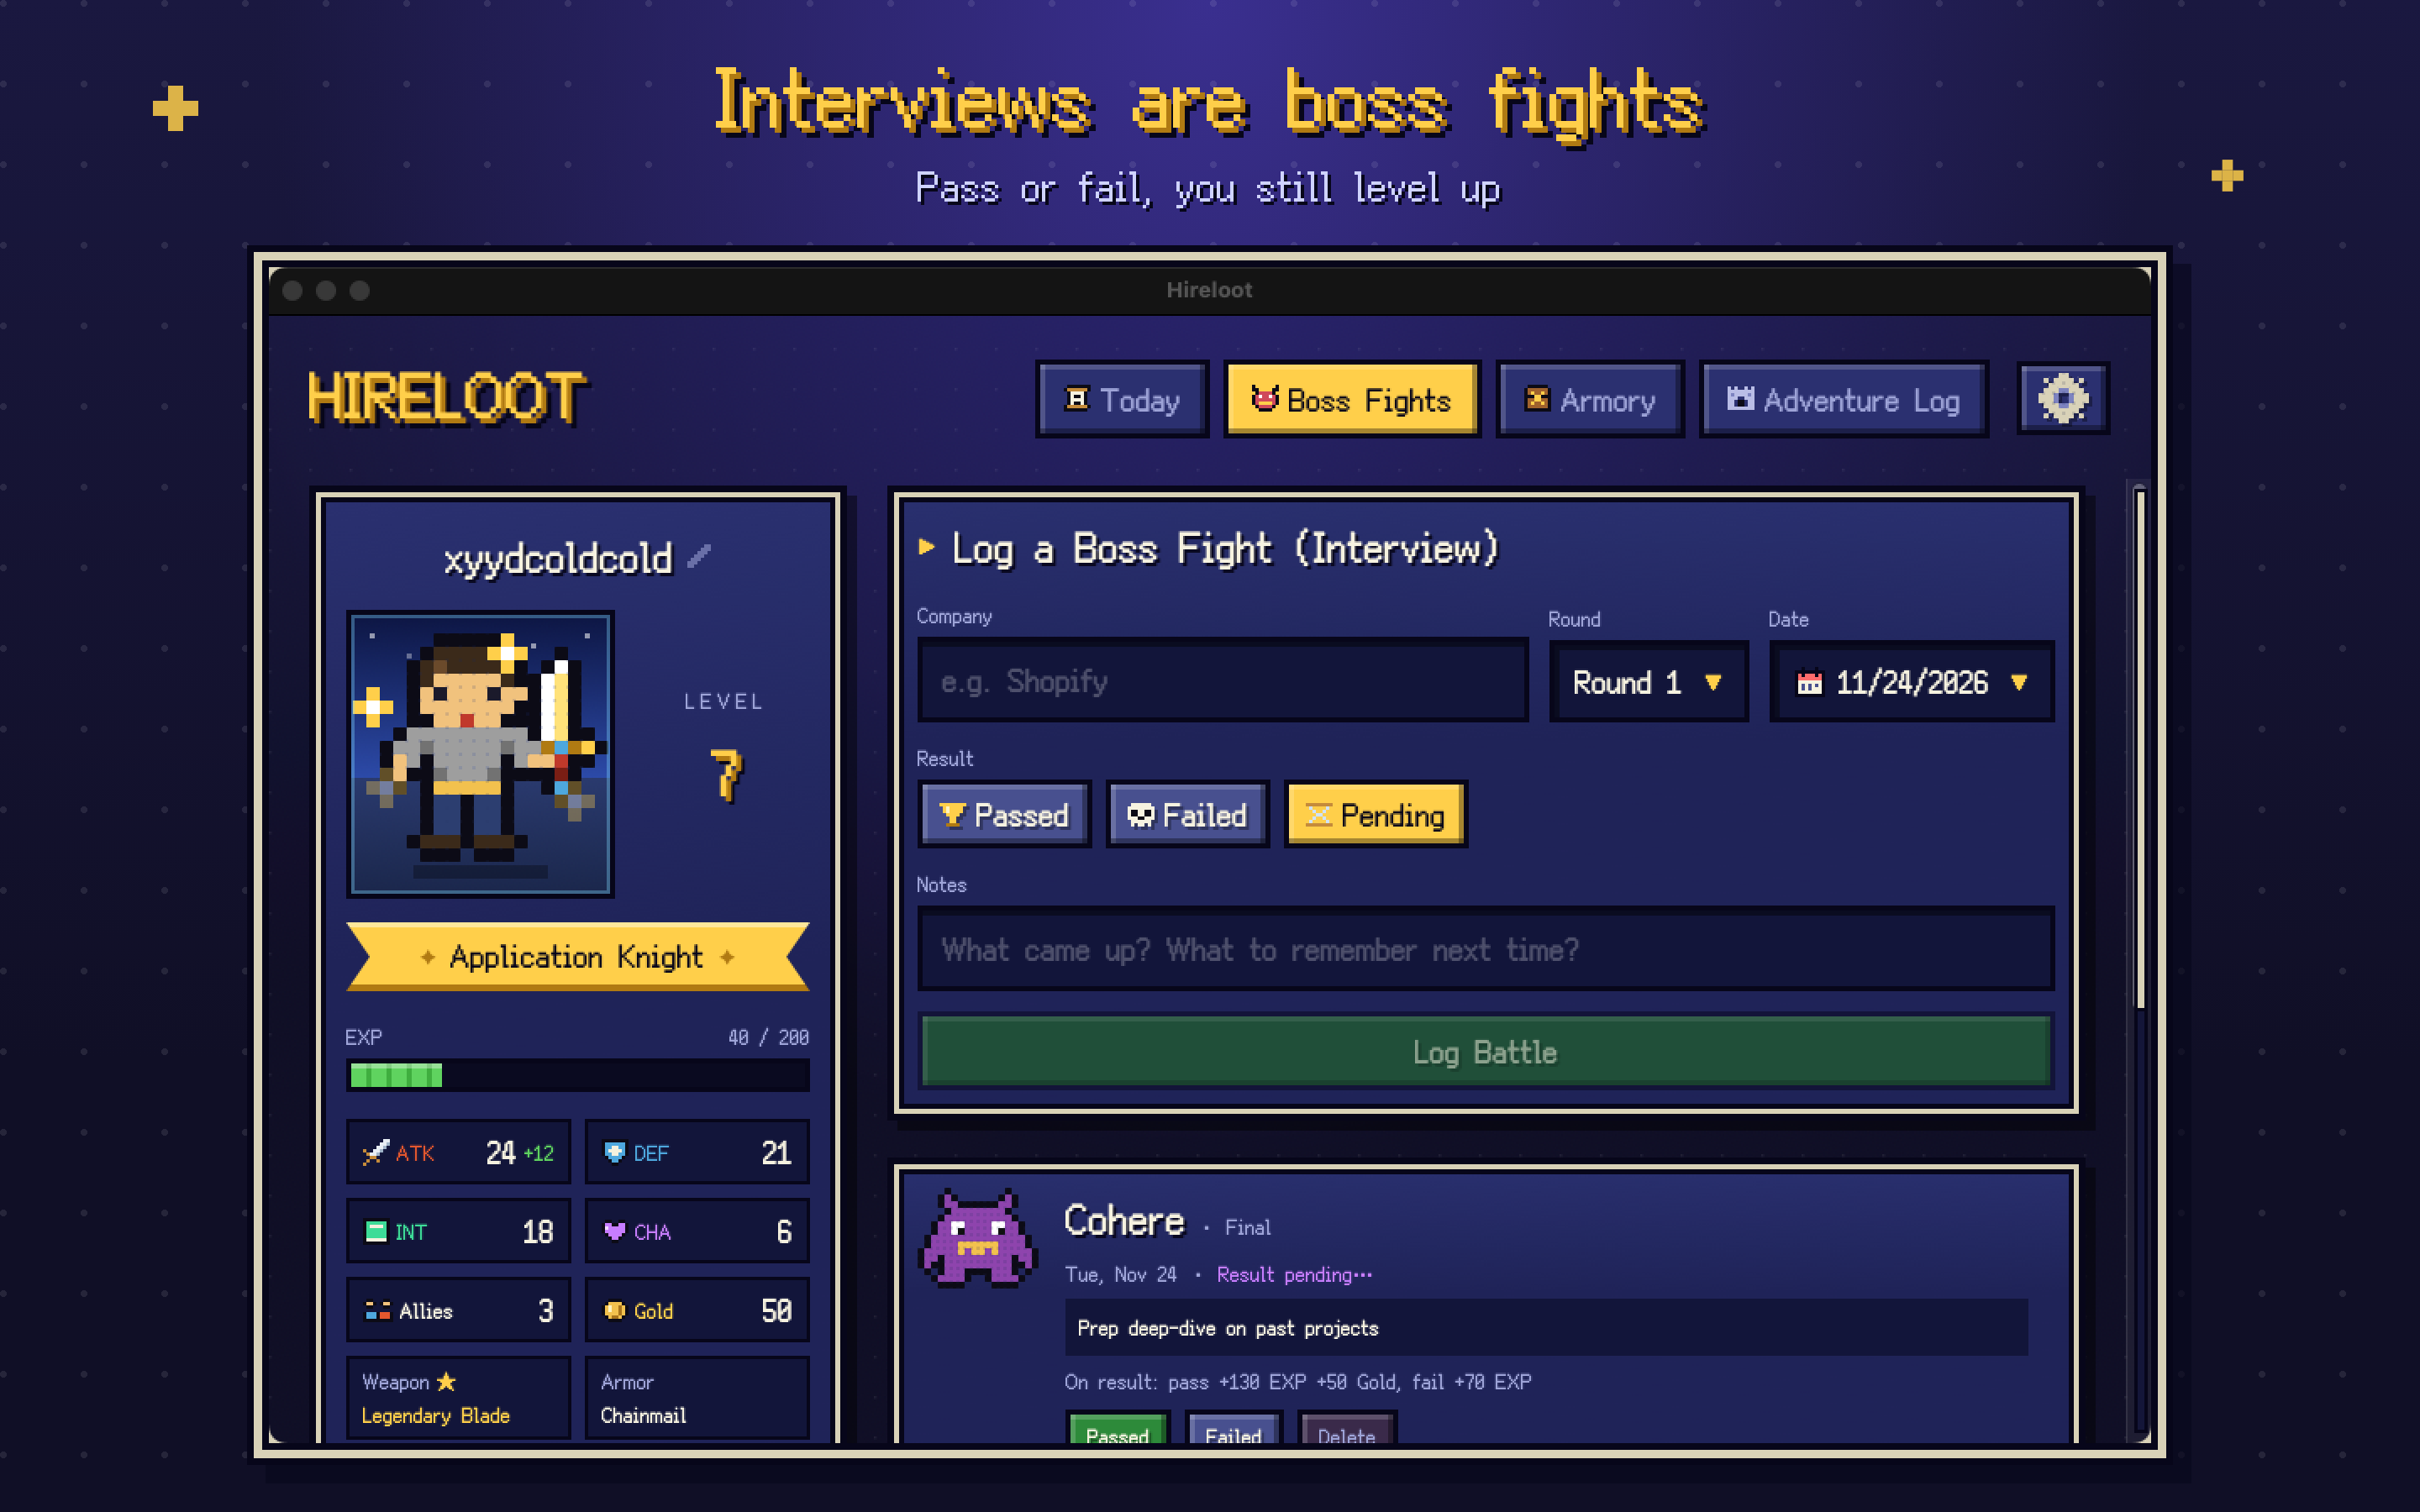 Interviews are boss fights
Pass or fail, you still level up
Hireloot
HIRELOOT
Today
Boss Fights
Armory
Adventure Log
xyydcoldcold
LEVEL
7
Application Knight
EXP 40 / 200
ATK 24 +12
DEF 21
INT 18
CHA 6
Allies 3
Gold 50
Weapon
Legendary Blade
Armor
Chainmail
Log a Boss Fight (Interview)
Company
e.g. Shopify
Round
Round 1
Date
11/24/2026
Result
Passed
Failed
Pending
Notes
What came up? What to remember next time?
Log Battle
Cohere · Final
Tue, Nov 24 · Result pending…
Prep deep-dive on past projects
On result: pass +130 EXP +50 Gold, fail +70 EXP
Passed
Failed
Delete